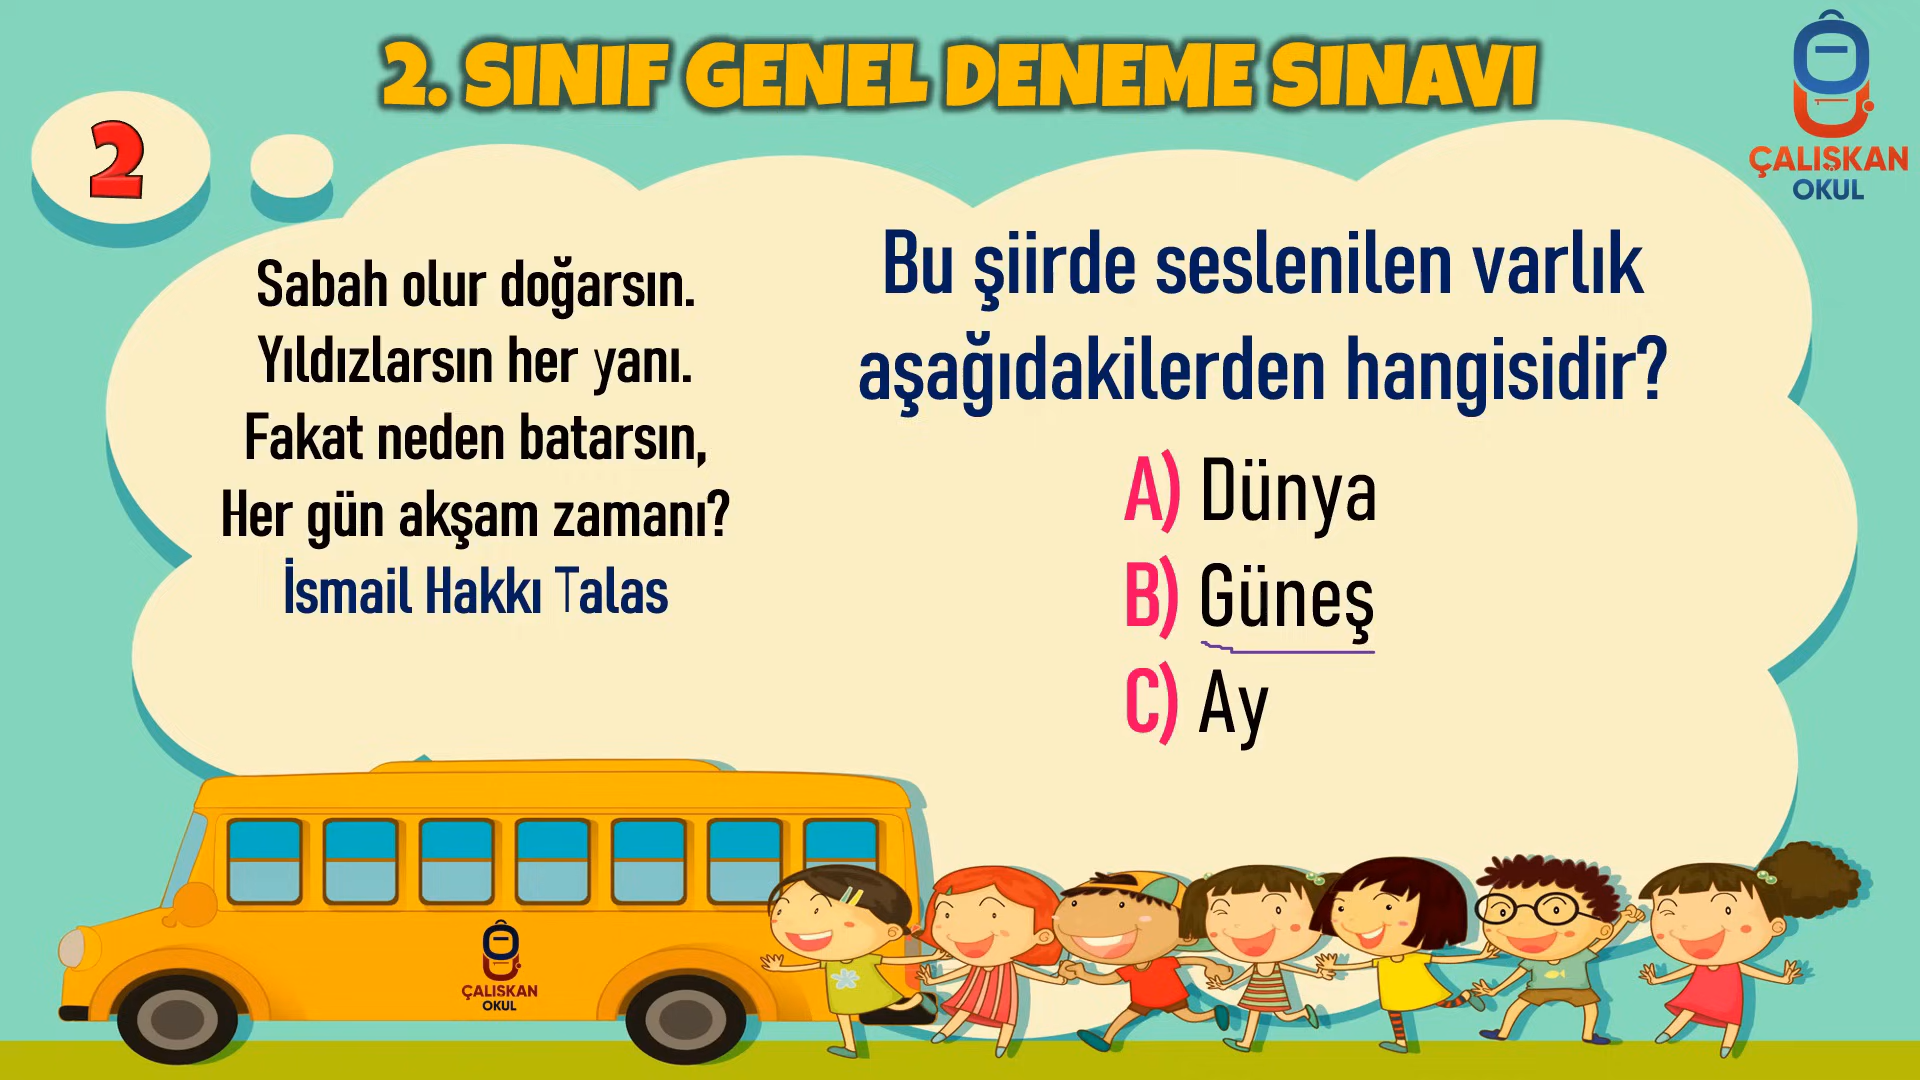 2. SINIF GENEL DENEME SINAVI
ÇALIŞKAN
OKUL
2
Sabah olur doğarsın.
Yıldızlarsın her yanı.
Fakat neden batarsın,
Her gün akşam zamanı?
İsmail Hakkı Talas
Bu şiirde seslenilen varlık
aşağıdakilerden hangisidir?
A) Dünya
B) Güneş
C) Ay
ÇALISKAN
OKUL